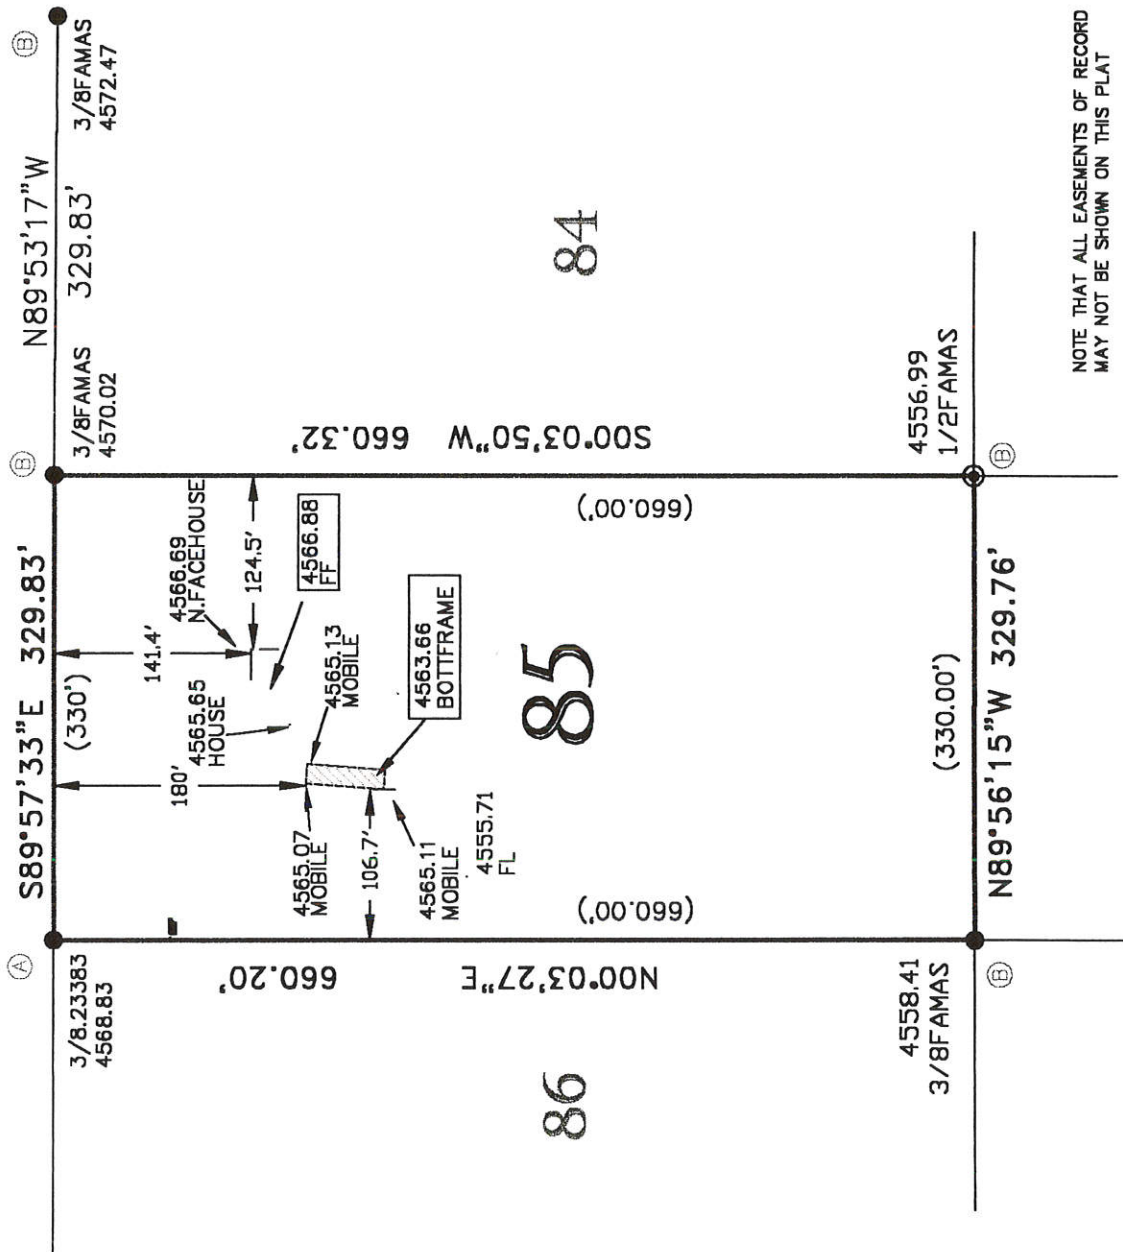 Ⓑ
N89°53'17"W
329.83'
3/8FAMAS
4572.47
Ⓑ
3/8FAMAS
4570.02
S89°57'33"E 329.83'
(330')
Ⓐ
3/8.23383
4568.83
141.4'
4566.69
N.FACEHOUSE
124.5'
4566.88
FF
180'
4565.65
HOUSE
4565.13
MOBILE
4563.66
BOTTFRAME
4565.07
MOBILE
106.7'
4565.11
MOBILE
4555.71
FL
84
85
86
S00°03'50"W 660.32'
(660.00')
(660.00')
N00°03'27"E 660.20'
4556.99
1/2FAMAS
Ⓑ
(330.00')
N89°56'15"W 329.76'
4558.41
3/8FAMAS
Ⓑ
NOTE THAT ALL EASEMENTS OF RECORD
MAY NOT BE SHOWN ON THIS PLAT